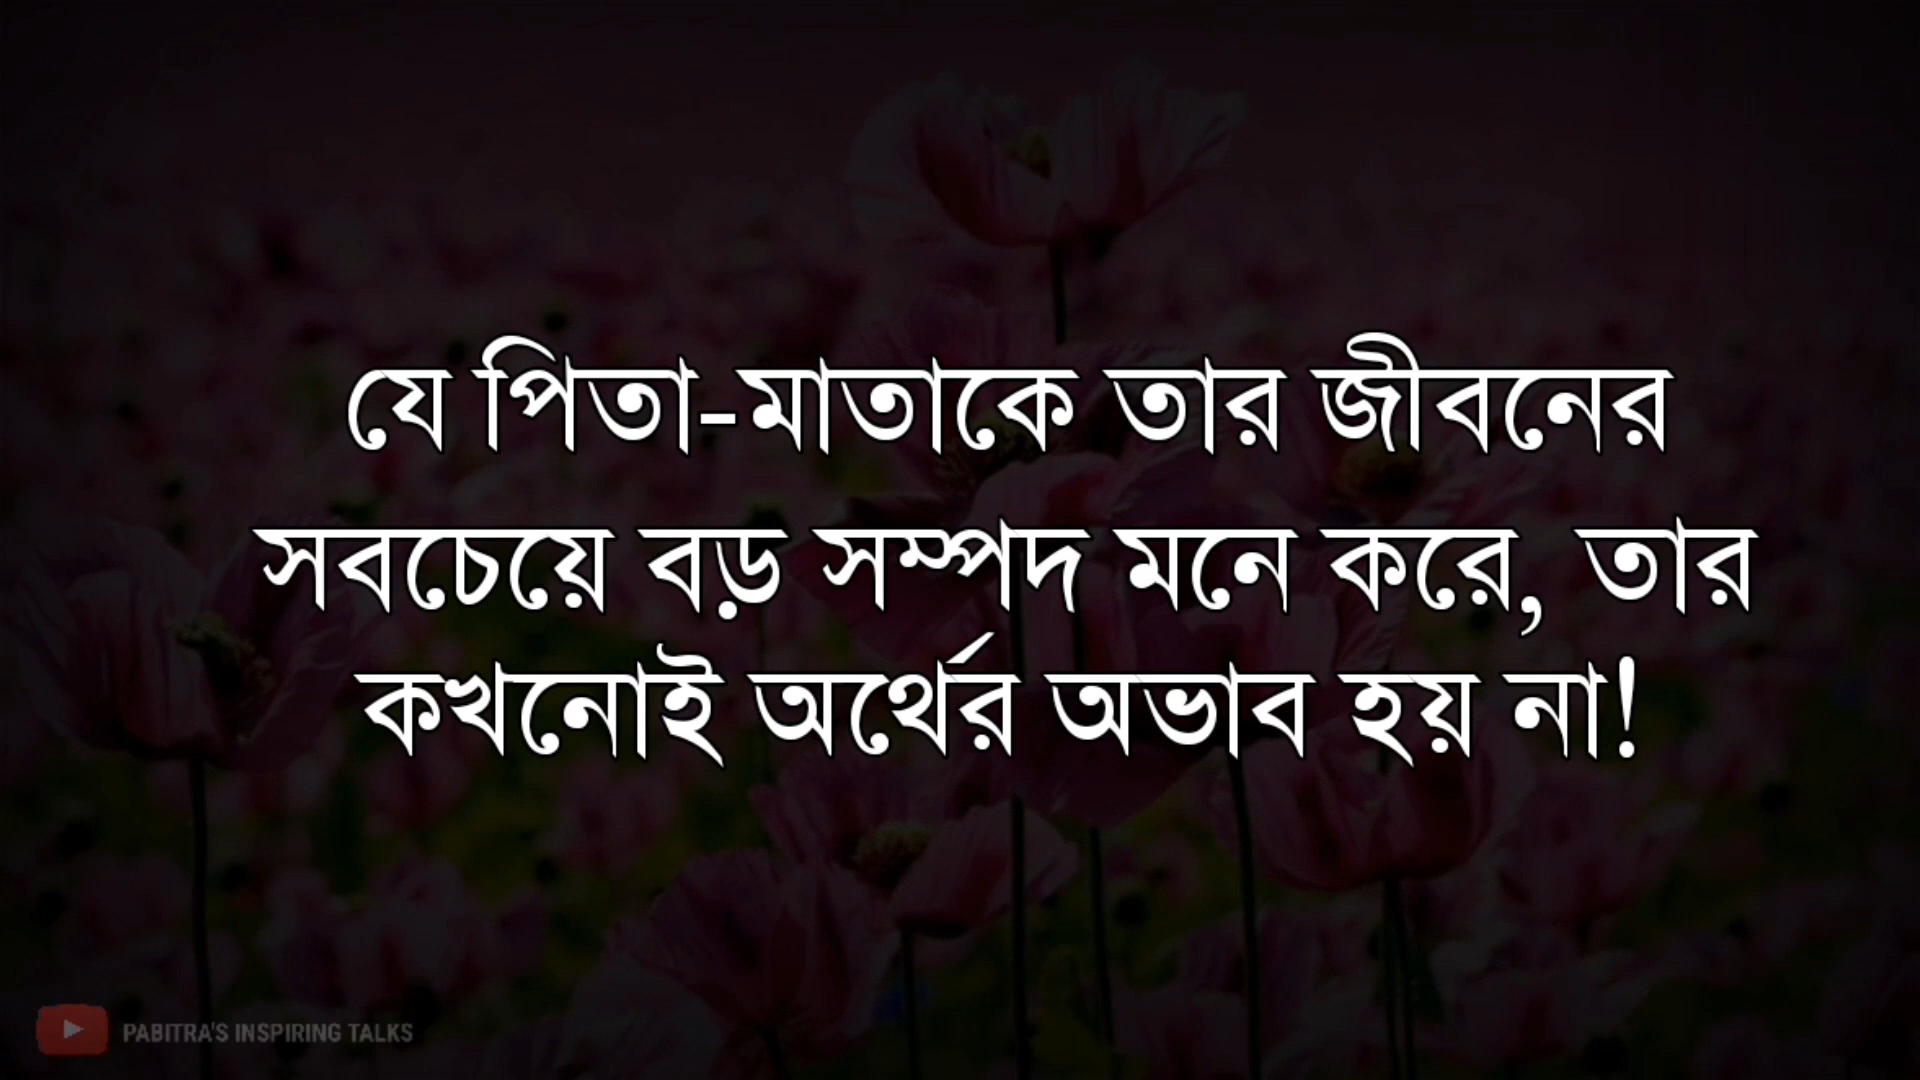 যে পিতা-মাতাকে তার জীবনের
সবচেয়ে বড় সম্পদ মনে করে, তার
কখনোই অর্থের অভাব হয় না!
PABITRA'S INSPIRING TALKS